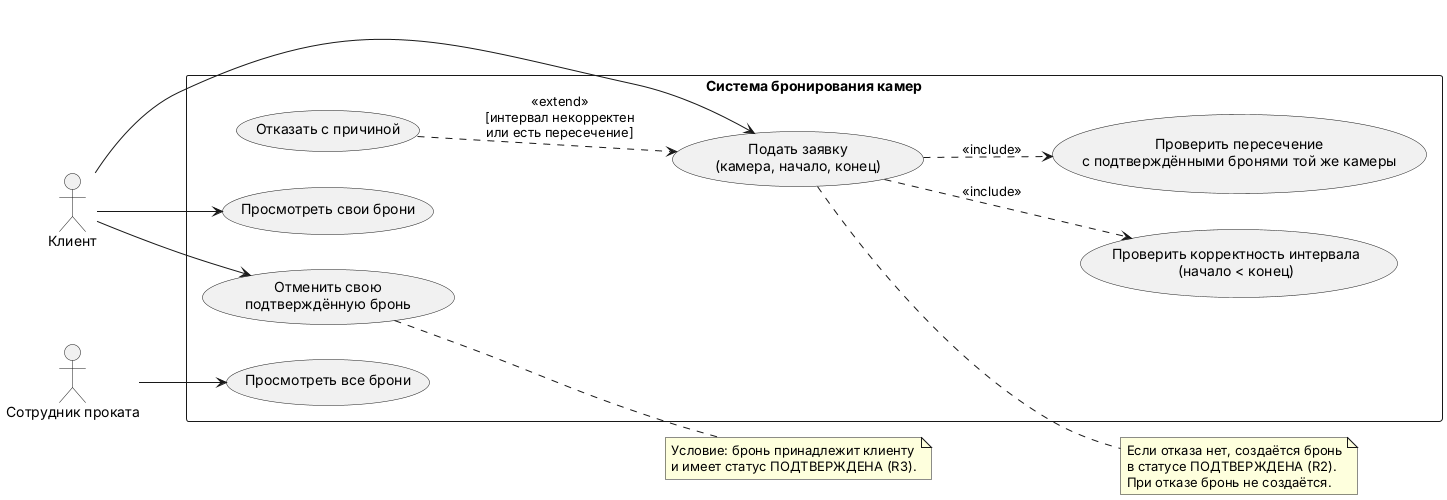 Система бронирования камер
«extend»
[интервал некорректен
или есть пересечение]
Отказать с причиной
Подать заявку
(камера, начало, конец)
«include»
Проверить пересечение
с подтверждёнными бронями той же камеры
«include»
Просмотреть свои брони
Клиент
Проверить корректность интервала
(начало < конец)
Отменить свою
подтверждённую бронь
Просмотреть все брони
Сотрудник проката
Условие: бронь принадлежит клиенту
и имеет статус ПОДТВЕРЖДЕНА (R3).
Если отказа нет, создаётся бронь
в статусе ПОДТВЕРЖДЕНА (R2).
При отказе бронь не создаётся.